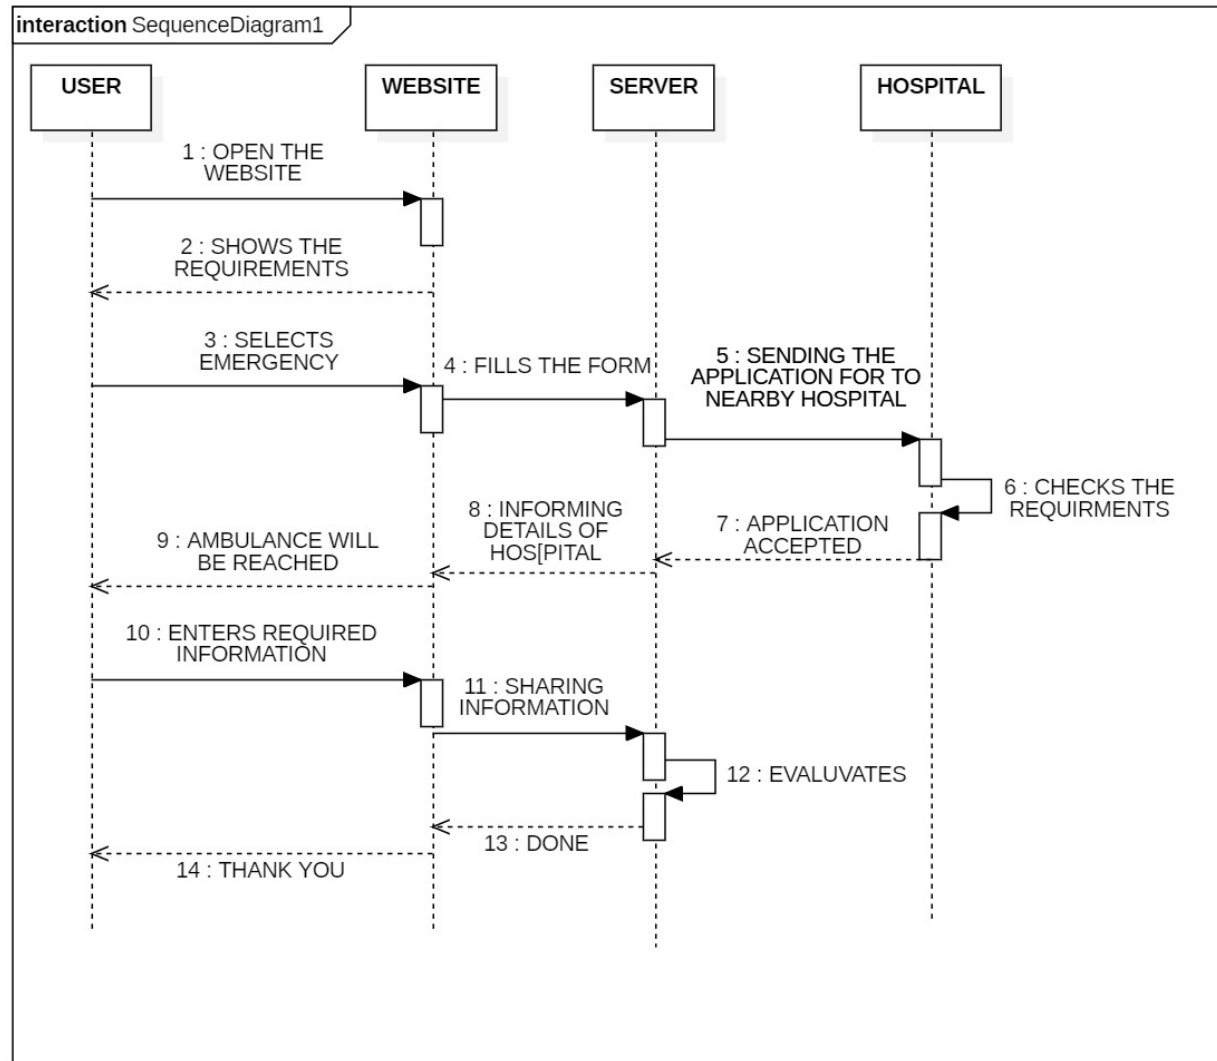 interaction SequenceDiagram1
USER
WEBSITE
SERVER
HOSPITAL
1 : OPEN THE
WEBSITE
2 : SHOWS THE
REQUIREMENTS
3 : SELECTS
EMERGENCY
4 : FILLS THE FORM
5 : SENDING THE
APPLICATION FOR TO
NEARBY HOSPITAL
6 : CHECKS THE
REQUIRMENTS
7 : APPLICATION
ACCEPTED
8 : INFORMING
DETAILS OF
HOS[PITAL
9 : AMBULANCE WILL
BE REACHED
10 : ENTERS REQUIRED
INFORMATION
11 : SHARING
INFORMATION
12 : EVALUVATES
13 : DONE
14 : THANK YOU